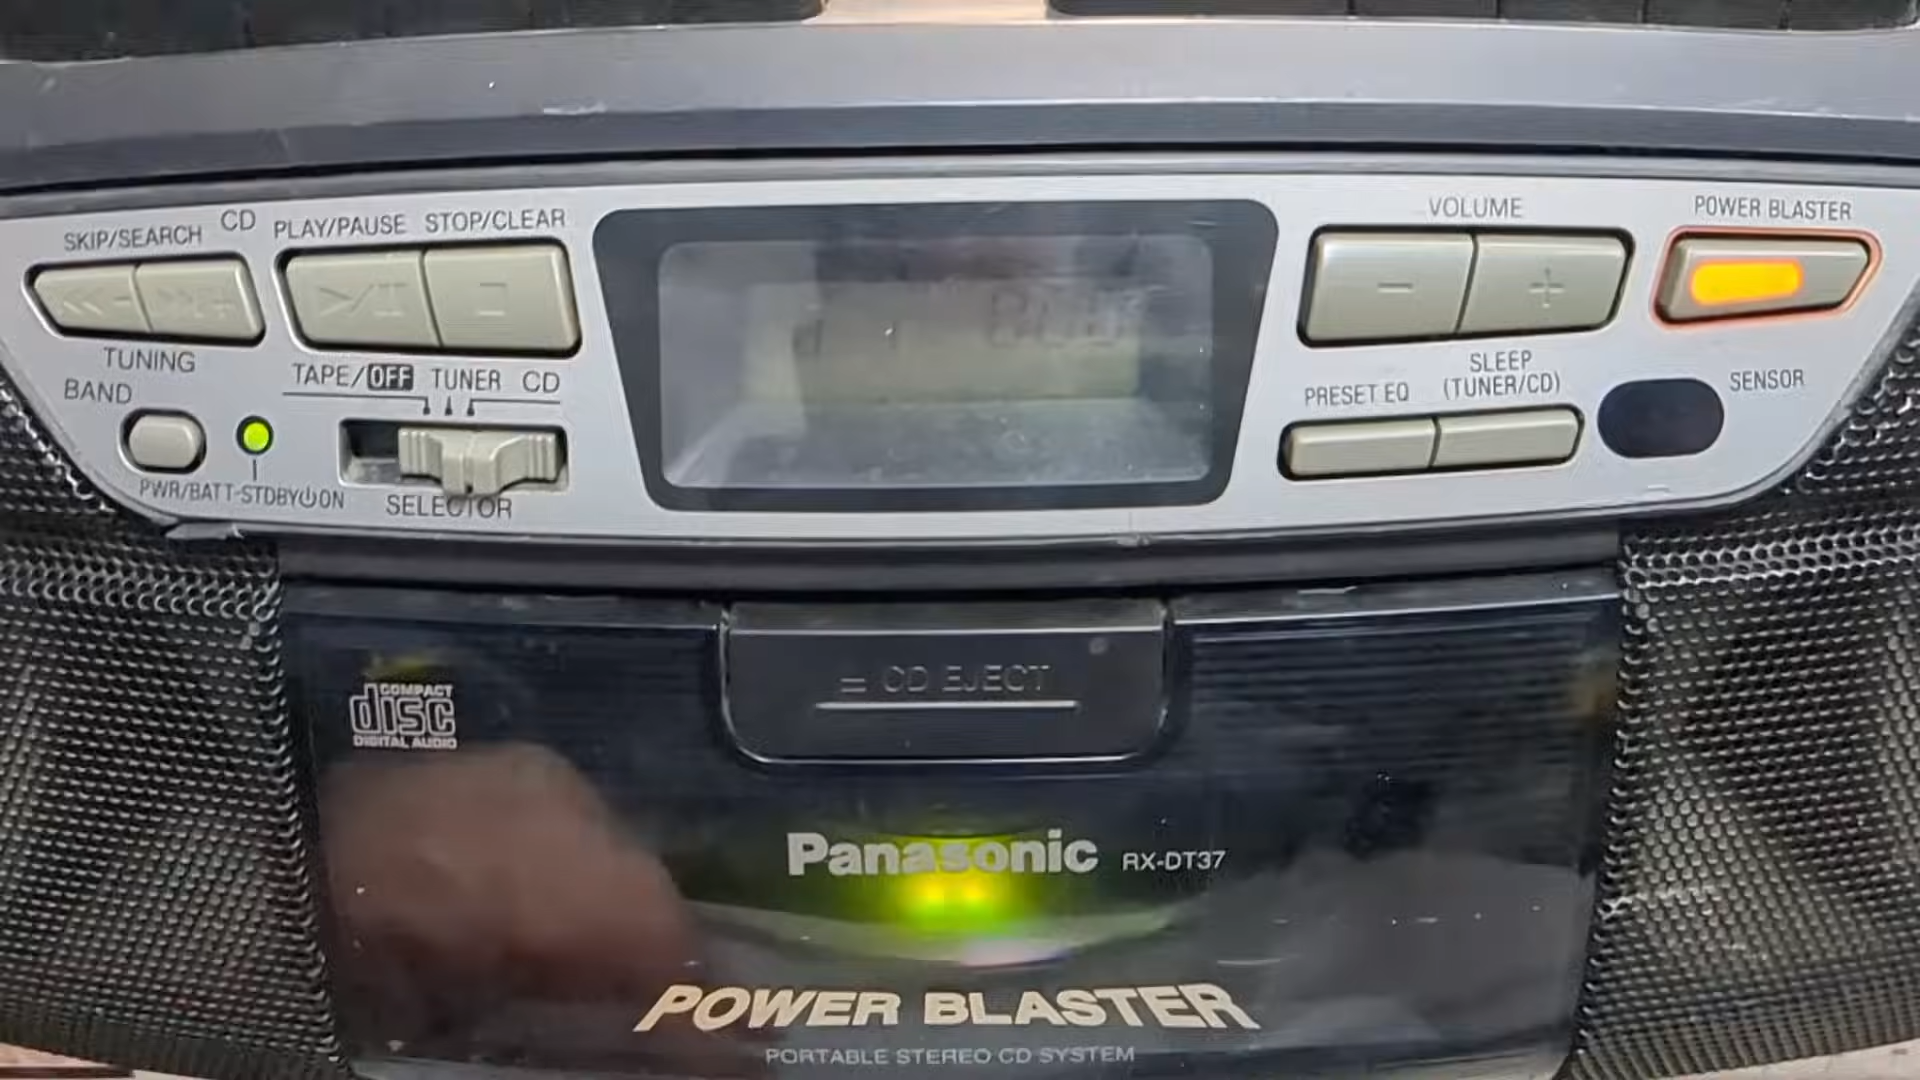 SKIP/SEARCH CD PLAY/PAUSE STOP/CLEAR
TUNING
BAND
TAPE/OFF TUNER CD
PWR/BATT-STDBY⏻ON
SELECTOR
VOLUME
− +
POWER BLASTER
PRESET EQ
SLEEP
(TUNER/CD)
SENSOR
CD EJECT
COMPACT
disc
DIGITAL AUDIO
Panasonic RX-DT37
POWER BLASTER
PORTABLE STEREO CD SYSTEM